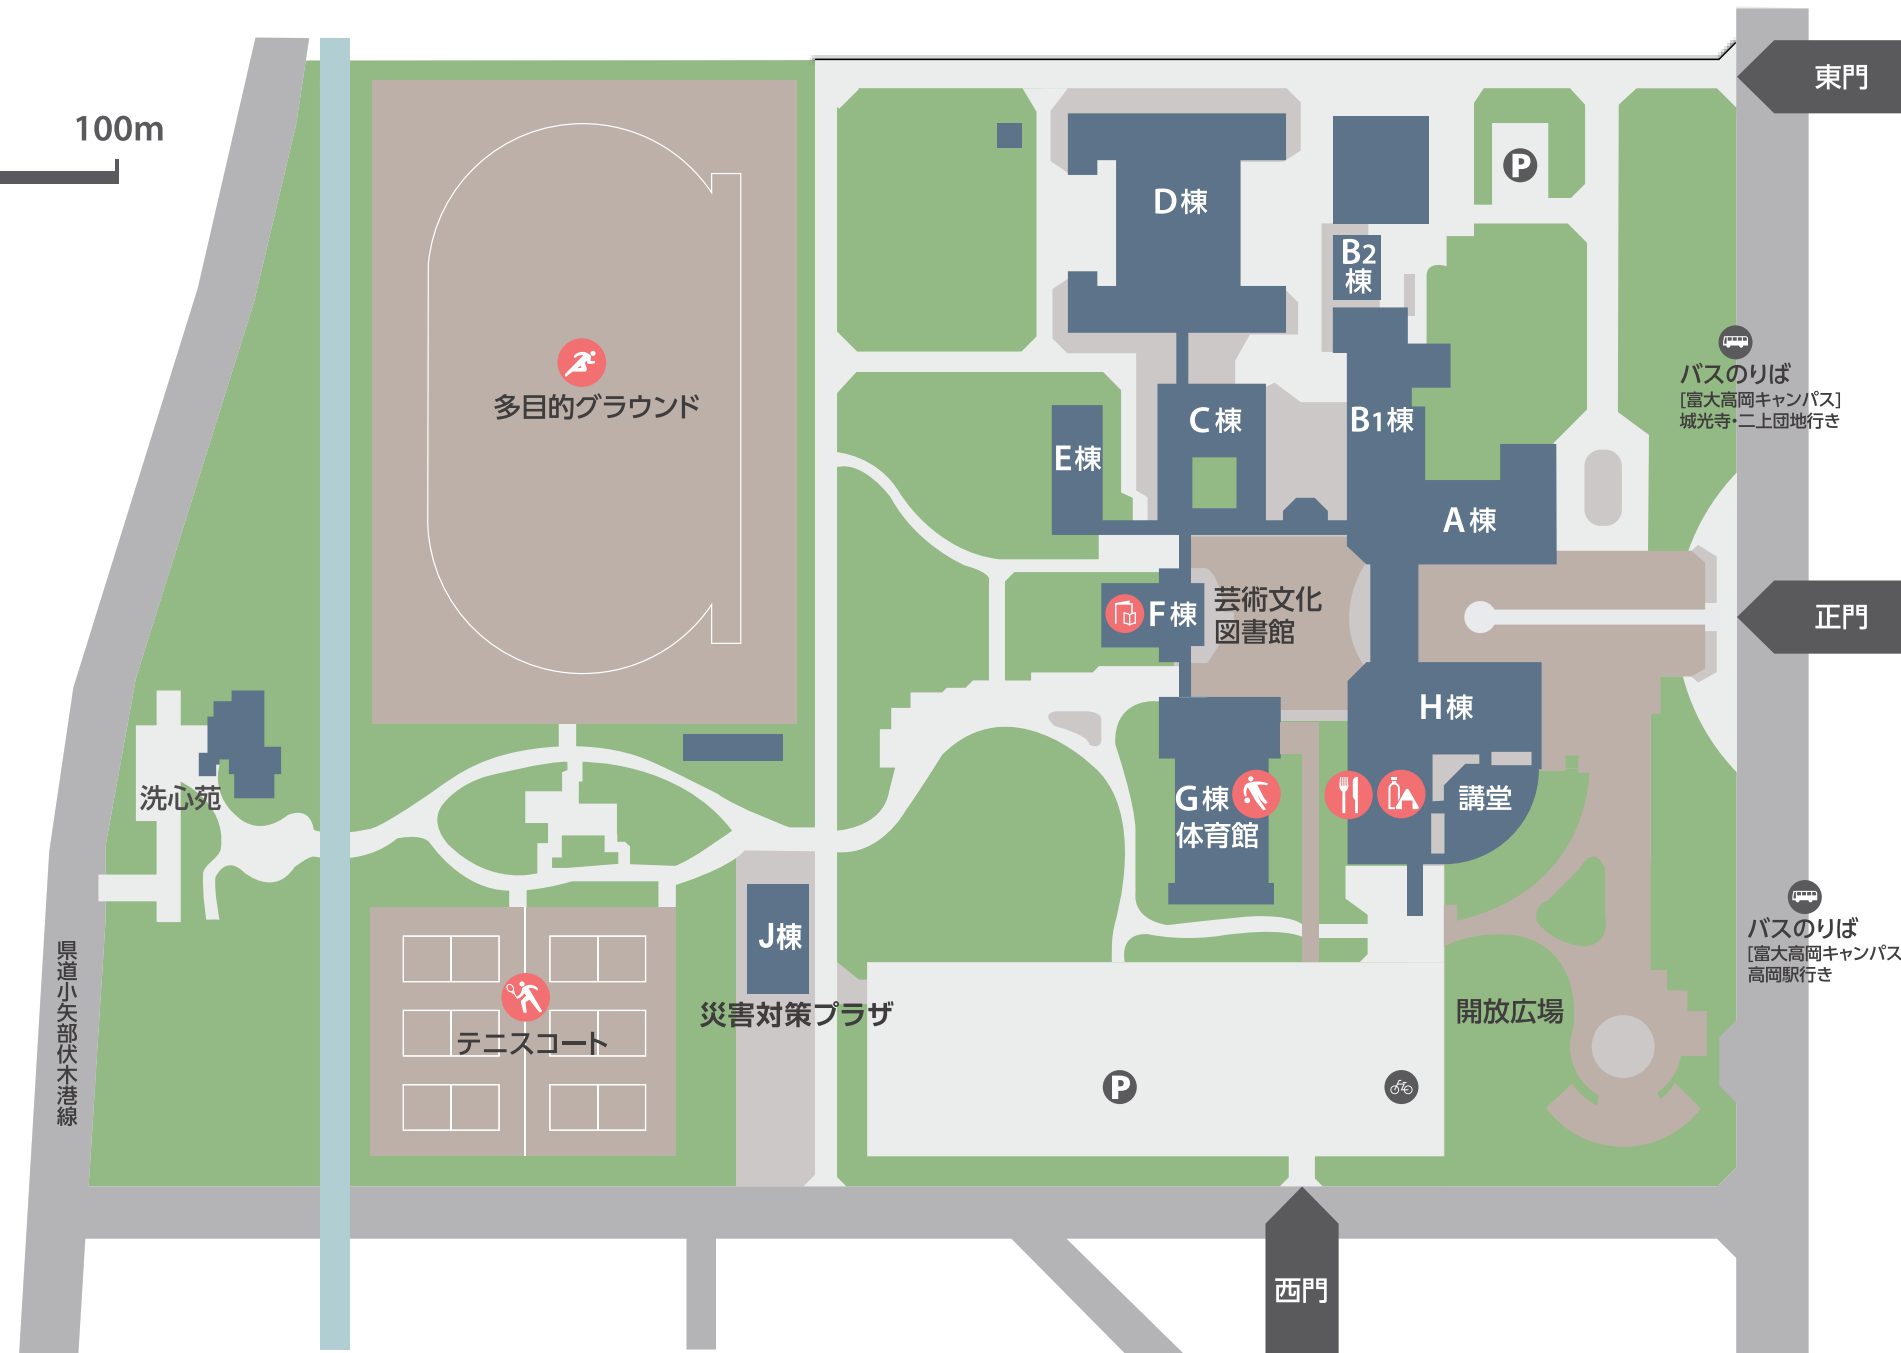 東門
100m
P
D棟
B2
棟
バスのりば
[富大高岡キャンパス]
城光寺・二上団地行き
多目的グラウンド
C棟
B1棟
E棟
A棟
F棟
芸術文化
図書館
正門
H棟
洗心苑
G棟
体育館
講堂
バスのりば
[富大高岡キャンパス
高岡駅行き
J棟
災害対策プラザ
テニスコート
開放広場
県道小矢部伏木港線
P
西門